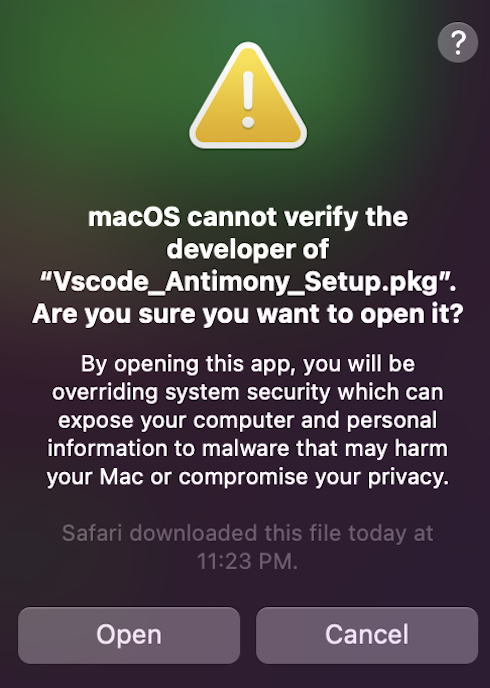 ?
macOS cannot verify the
developer of
“Vscode_Antimony_Setup.pkg”.
Are you sure you want to open it?
By opening this app, you will be
overriding system security which can
expose your computer and personal
information to malware that may harm
your Mac or compromise your privacy.
Safari downloaded this file today at
11:23 PM.
Open
Cancel